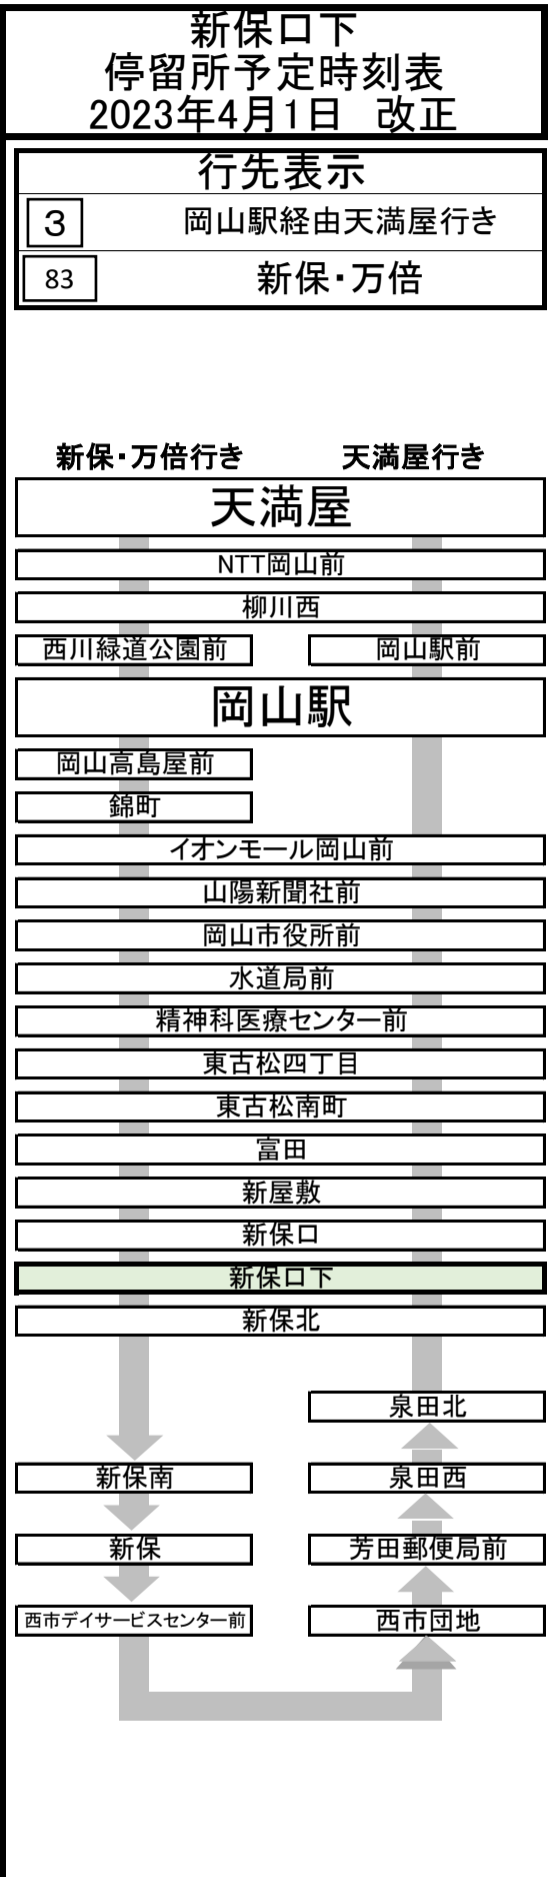 新保口下
停留所予定時刻表
2023年4月1日 改正
行先表示
3 岡山駅経由天満屋行き
83 新保・万倍
新保・万倍行き 天満屋行き
天満屋
NTT岡山前
柳川西
西川緑道公園前 岡山駅前
岡山駅
岡山高島屋前
錦町
イオンモール岡山前
山陽新聞社前
岡山市役所前
水道局前
精神科医療センター前
東古松四丁目
東古松南町
富田
新屋敷
新保口
新保口下
新保北
泉田北
新保南 泉田西
新保 芳田郵便局前
西市デイサービスセンター前 西市団地